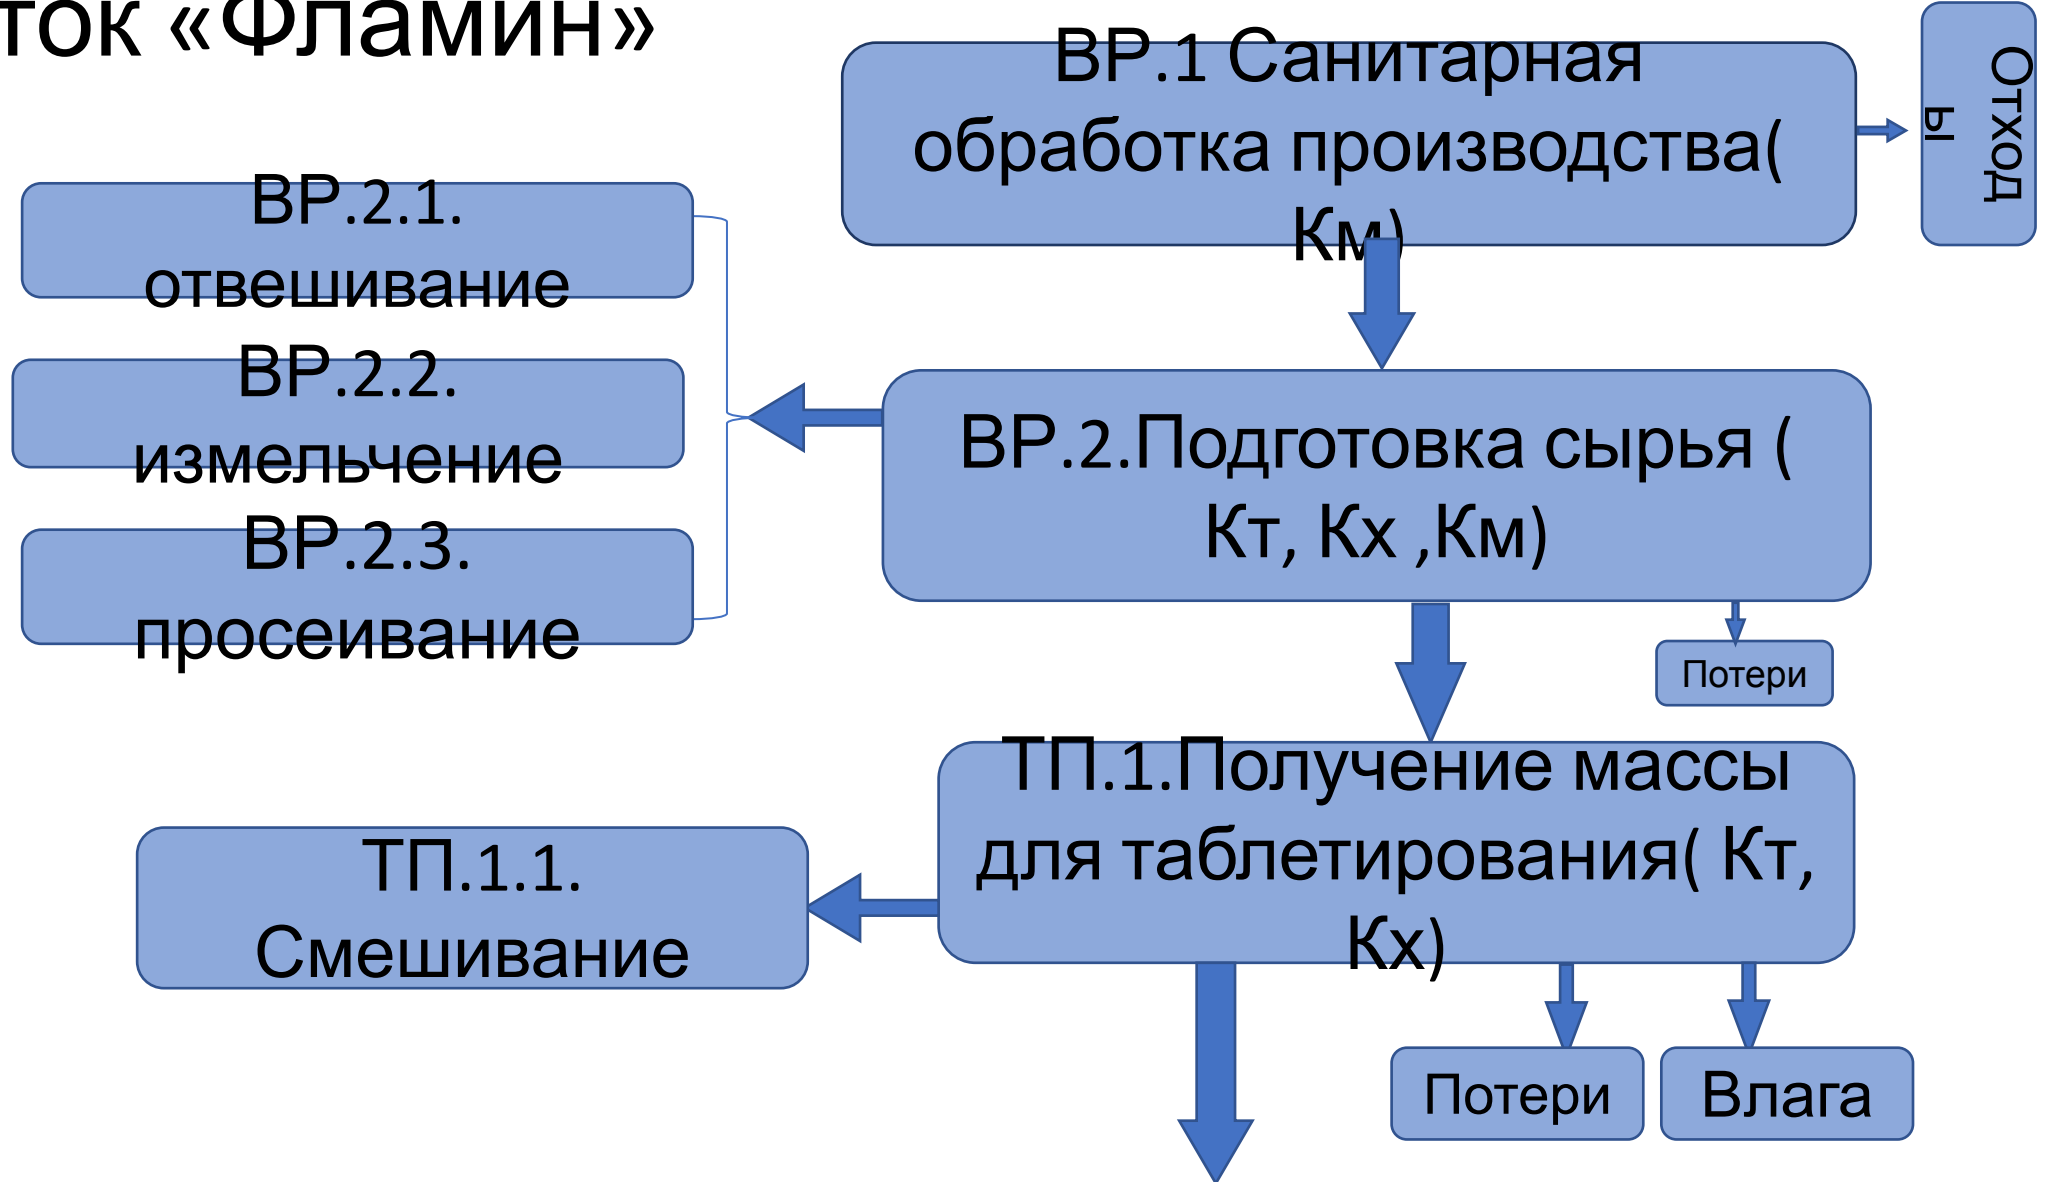 ток «Фламин»
ВР.1 Санитарная
обработка производства(
Км)
Отход
ы
ВР.2.1.
отвешивание
ВР.2.2.
измельчение
ВР.2.3.
просеивание
ВР.2.Подготовка сырья (
Кт, Кх ,Км)
Потери
ТП.1.Получение массы
для таблетирования( Кт,
Кх)
ТП.1.1.
Смешивание
Потери
Влага